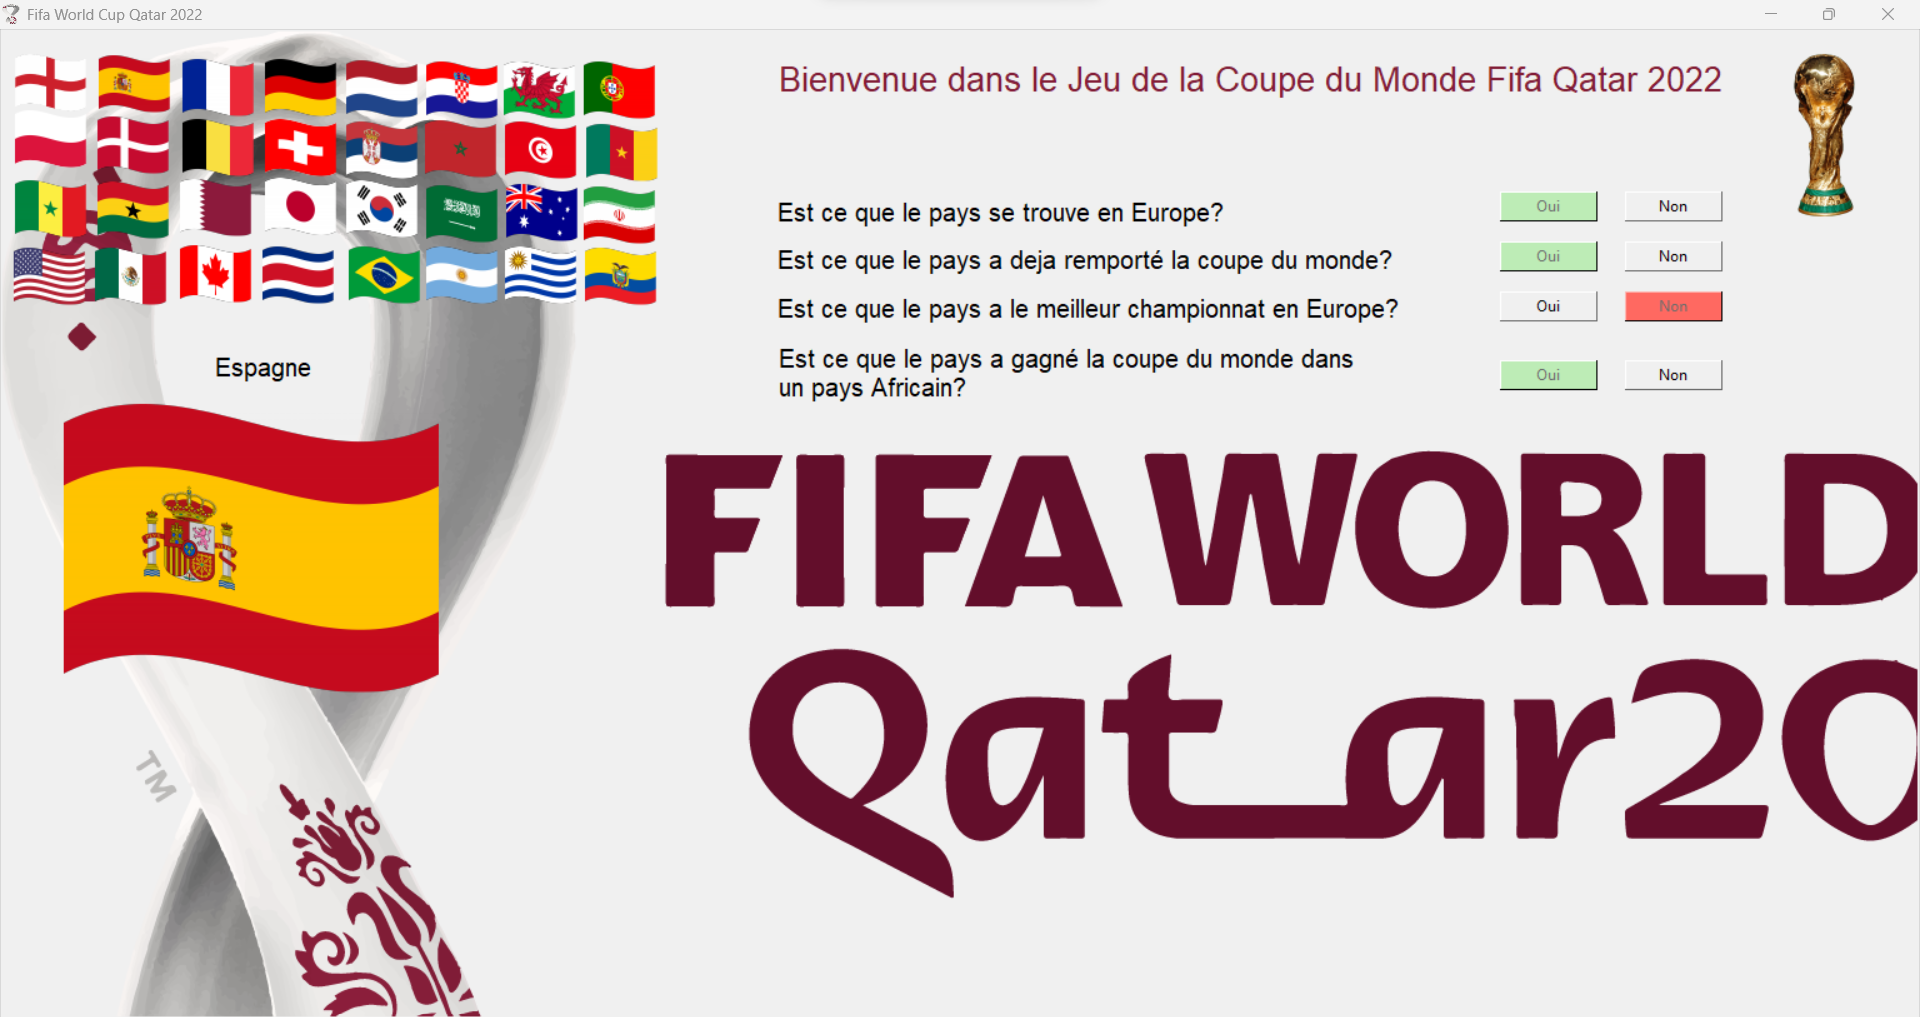 Fifa World Cup Qatar 2022
Bienvenue dans le Jeu de la Coupe du Monde Fifa Qatar 2022
Est ce que le pays se trouve en Europe?
Oui
Non
Est ce que le pays a deja remporté la coupe du monde?
Oui
Non
Est ce que le pays a le meilleur championnat en Europe?
Oui
Non
Est ce que le pays a gagné la coupe du monde dans
un pays Africain?
Oui
Non
Espagne
FIFA WORLD
Qatar20
TM